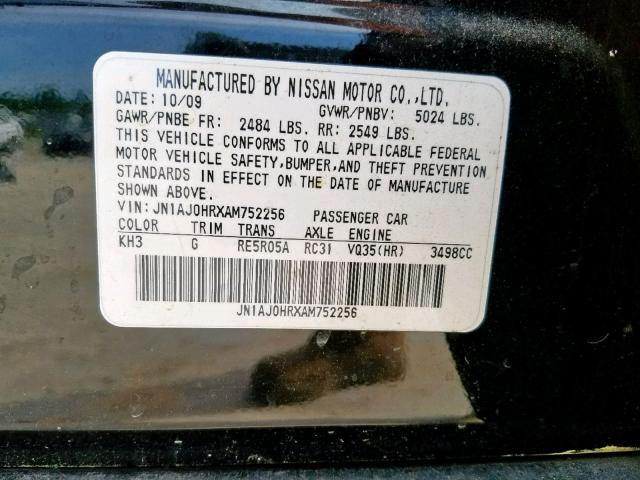 MANUFACTURED BY NISSAN MOTOR CO.,LTD.
DATE: 10/09 GVWR/PNBV: 5024 LBS.
GAWR/PNBE FR: 2484 LBS. RR: 2549 LBS.
THIS VEHICLE CONFORMS TO ALL APPLICABLE FEDERAL
MOTOR VEHICLE SAFETY,BUMPER,AND THEFT PREVENTION
STANDARDS IN EFFECT ON THE DATE OF MANUFACTURE
SHOWN ABOVE.
VIN:JN1AJ0HRXAM752256 PASSENGER CAR
COLOR TRIM TRANS AXLE ENGINE
KH3 G RE5R05A RC31 VQ35(HR) 3498CC
JN1AJ0HRXAM752256